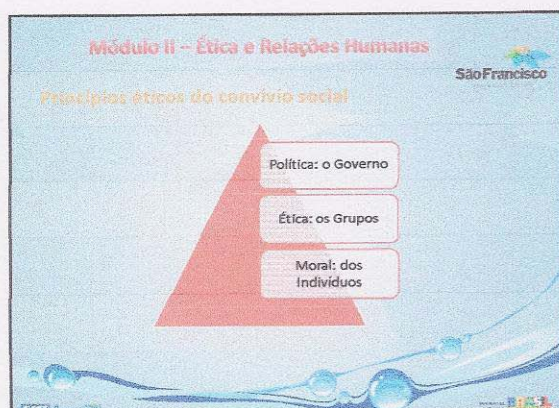 Módulo II – Ética e Relações Humanas
São Francisco
Princípios éticos do convívio social
Política: o Governo
Ética: os Grupos
Moral: dos
Indivíduos
BRASIL